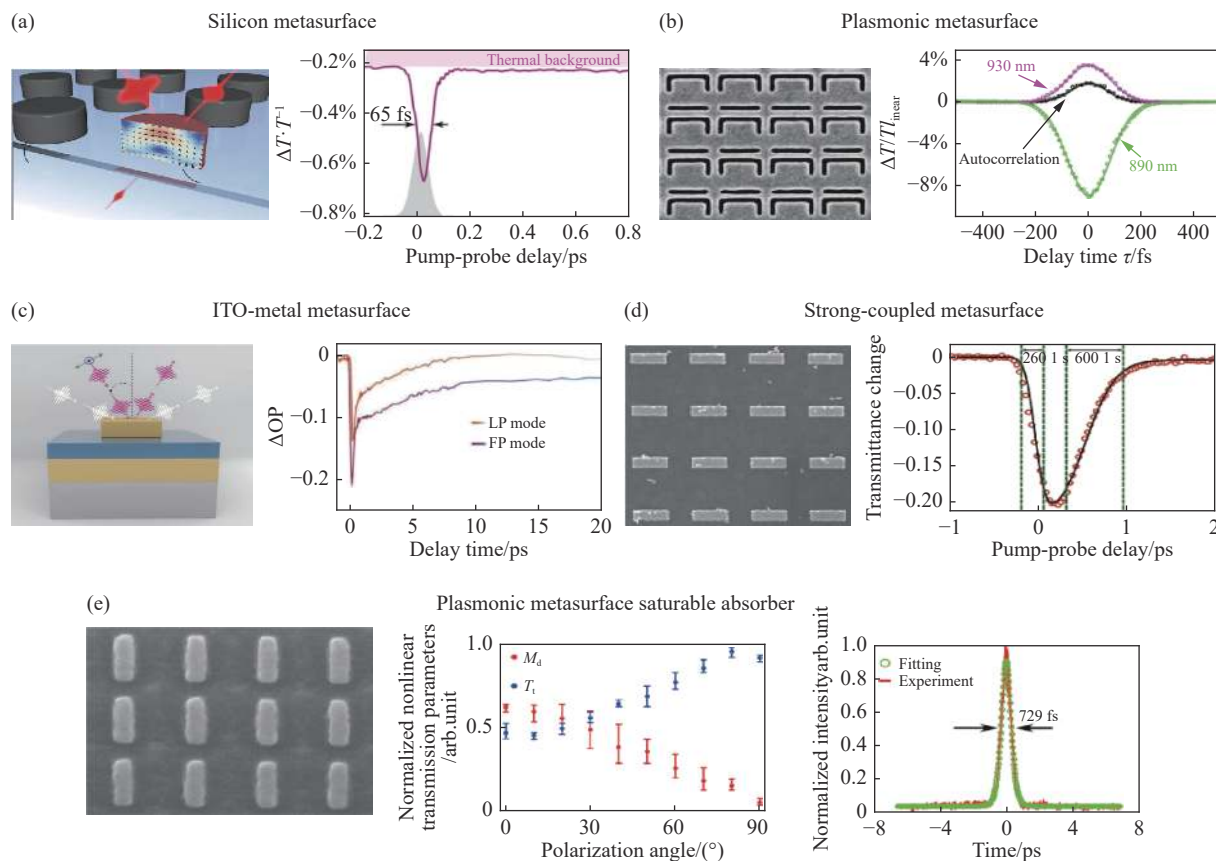 (a)
Silicon metasurface
ΔT·T⁻¹
−0.2%
−0.4%
−0.6%
−0.8%
Thermal background
65 fs
−0.2
0
0.2
0.4
0.6
0.8
Pump-probe delay/ps
(b)
Plasmonic metasurface
ΔT/Tl_inear
4%
0
−4%
−8%
930 nm
Autocorrelation
890 nm
−400
−200
0
200
400
Delay time τ/fs
(c)
ITO-metal metasurface
ΔOP
0
−0.1
−0.2
LP mode
FP mode
0
5
10
15
20
Delay time/ps
(d)
Strong-coupled metasurface
Transmittance change
0
−0.05
−0.10
−0.15
−0.20
260 1 s
600 1 s
−1
0
1
2
Pump-probe delay/ps
(e)
Plasmonic metasurface saturable absorber
Normalized nonlinear
transmission parameters
/arb.unit
1.0
0.5
0
M_d
T_t
0
30
60
90
Polarization angle/(°)
Normalized intensity/arb.unit
1.0
0.8
0.6
0.4
0.2
0
Fitting
Experiment
729 fs
−8
−4
0
4
8
Time/ps